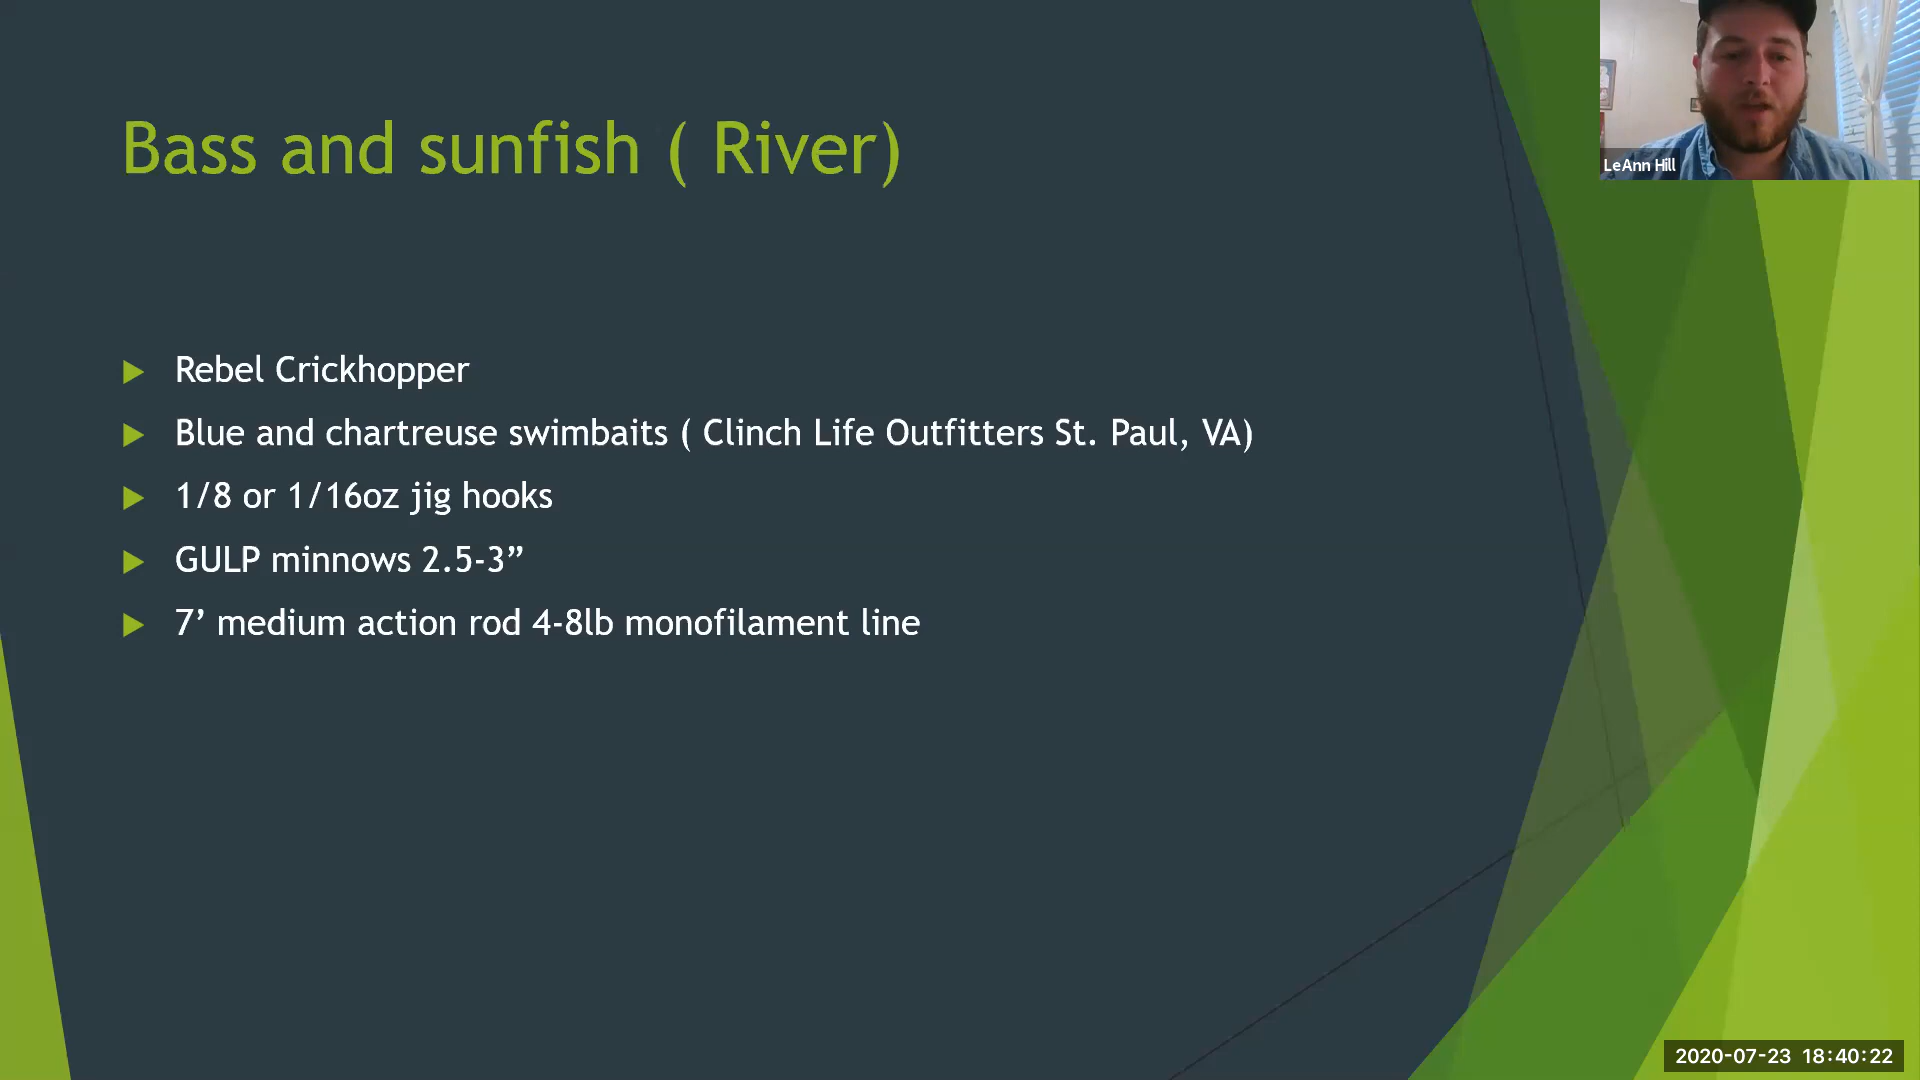 LeAnn Hill
Bass and sunfish ( River)
Rebel Crickhopper
Blue and chartreuse swimbaits ( Clinch Life Outfitters St. Paul, VA)
1/8 or 1/16oz jig hooks
GULP minnows 2.5-3”
7’ medium action rod 4-8lb monofilament line
2020-07-23 18:40:22